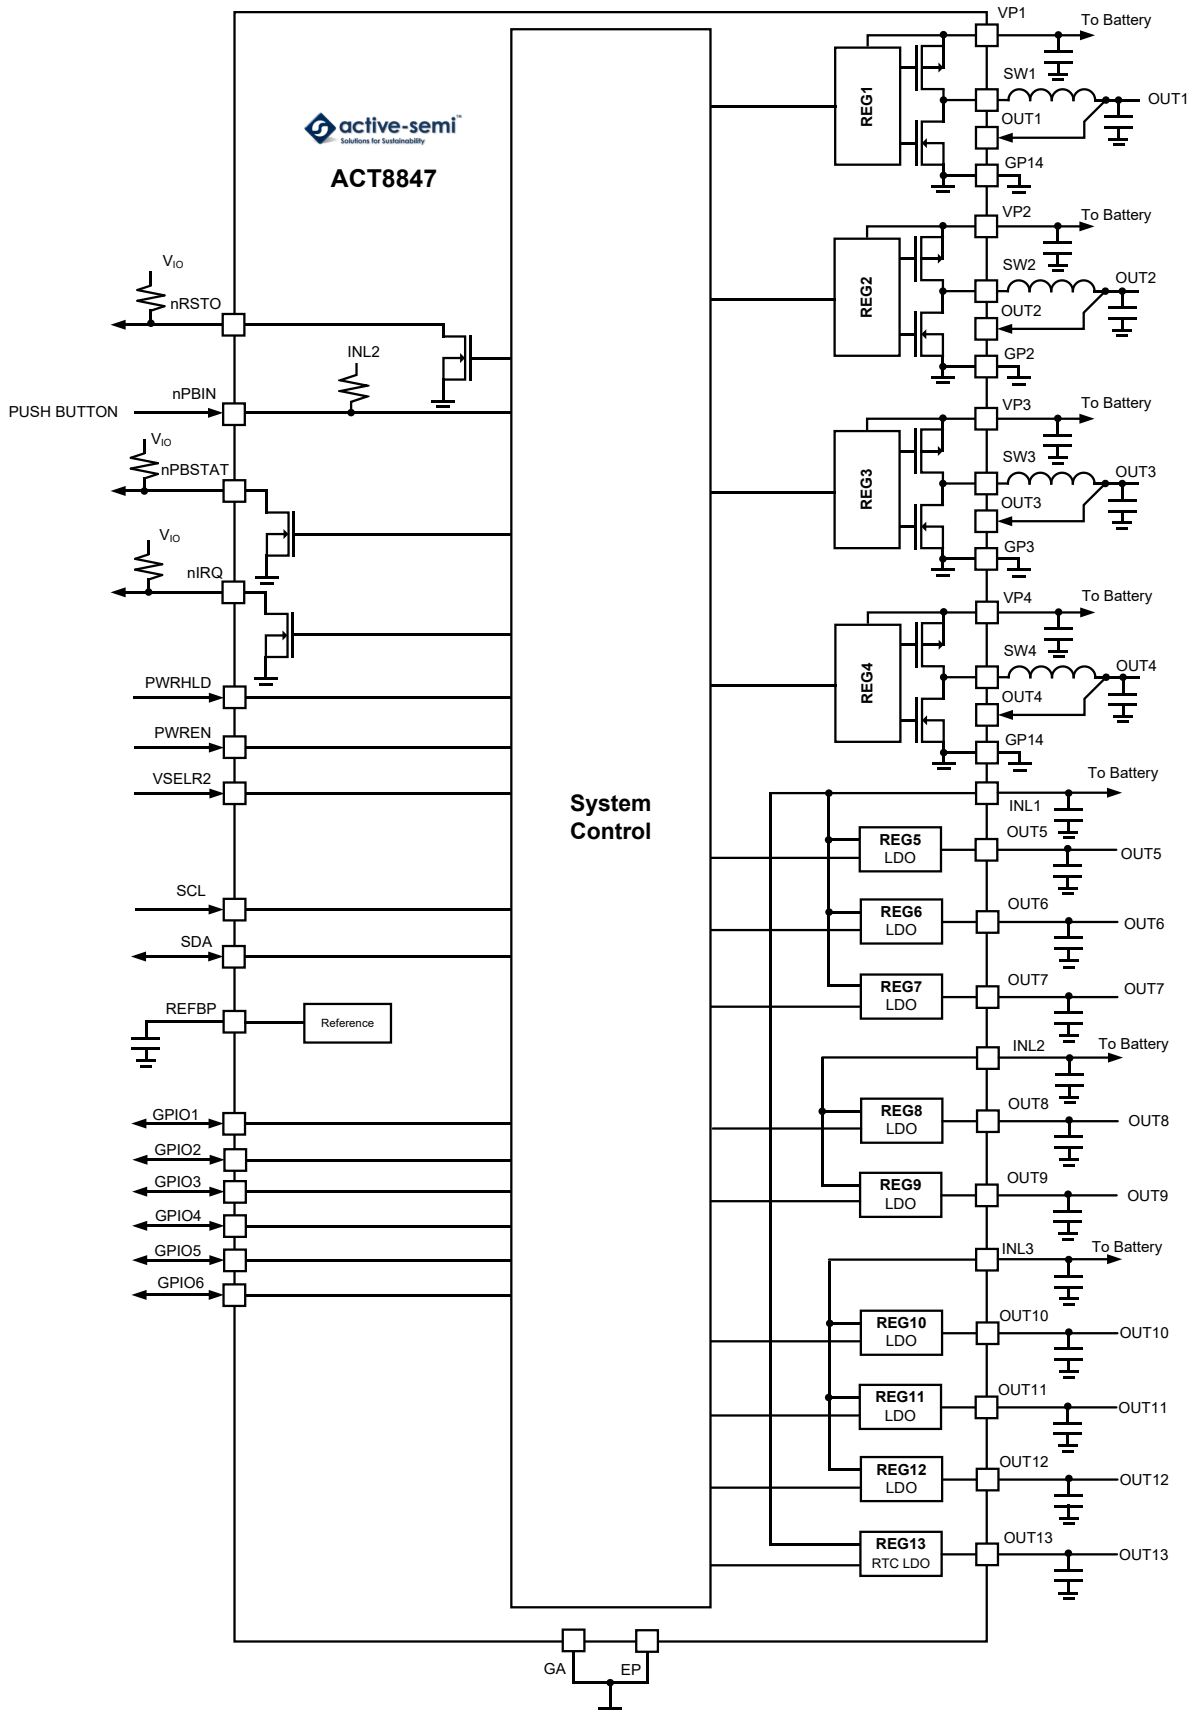 active-semi™
Solutions for Sustainability
ACT8847
VIO
nRSTO
INL2
nPBIN
PUSH BUTTON
VIO
nPBSTAT
VIO
nIRQ
PWRHLD
PWREN
VSELR2
SCL
SDA
REFBP
Reference
GPIO1
GPIO2
GPIO3
GPIO4
GPIO5
GPIO6
System
Control
VP1
To Battery
REG1
SW1
OUT1
OUT1
GP14
VP2
To Battery
REG2
SW2
OUT2
OUT2
GP2
VP3
To Battery
REG3
SW3
OUT3
OUT3
GP3
VP4
To Battery
REG4
SW4
OUT4
OUT4
GP14
To Battery
INL1
REG5
LDO
OUT5
OUT5
REG6
LDO
OUT6
OUT6
REG7
LDO
OUT7
OUT7
INL2
To Battery
REG8
LDO
OUT8
OUT8
REG9
LDO
OUT9
OUT9
INL3
To Battery
REG10
LDO
OUT10
OUT10
REG11
LDO
OUT11
OUT11
REG12
LDO
OUT12
OUT12
REG13
RTC LDO
OUT13
OUT13
GA
EP